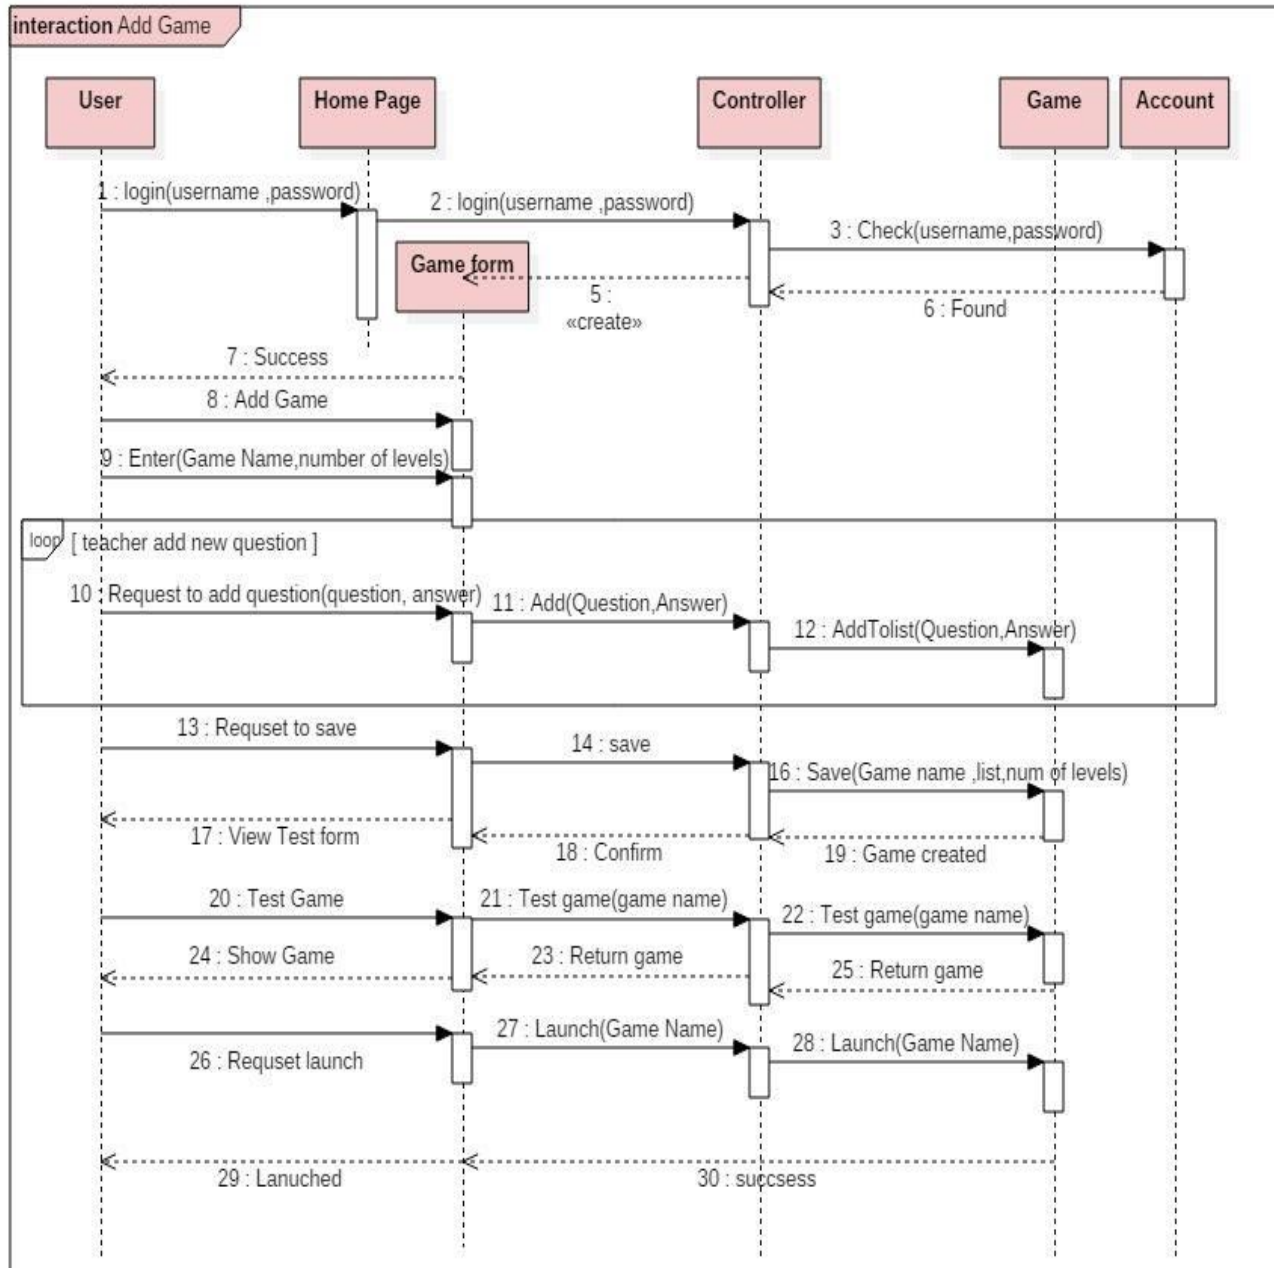 interaction Add Game
User
Home Page
Controller
Game
Account
1 : login(username ,password)
2 : login(username ,password)
3 : Check(username,password)
Game form
5 :
«create»
6 : Found
7 : Success
8 : Add Game
9 : Enter(Game Name,number of levels)
loop [ teacher add new question ]
10 : Request to add question(question, answer)
11 : Add(Question,Answer)
12 : AddTolist(Question,Answer)
13 : Requset to save
14 : save
16 : Save(Game name ,list,num of levels)
17 : View Test form
18 : Confirm
19 : Game created
20 : Test Game
21 : Test game(game name)
22 : Test game(game name)
24 : Show Game
23 : Return game
25 : Return game
26 : Requset launch
27 : Launch(Game Name)
28 : Launch(Game Name)
29 : Lanuched
30 : succsess